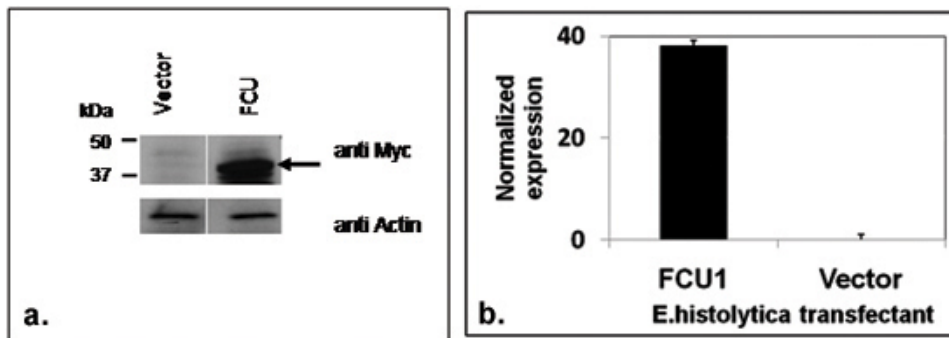 Vector
FCU
kDa
50
37
anti Myc
anti Actin
a.
Normalized
expression
40
20
0
FCU1
Vector
E.histolytica transfectant
b.